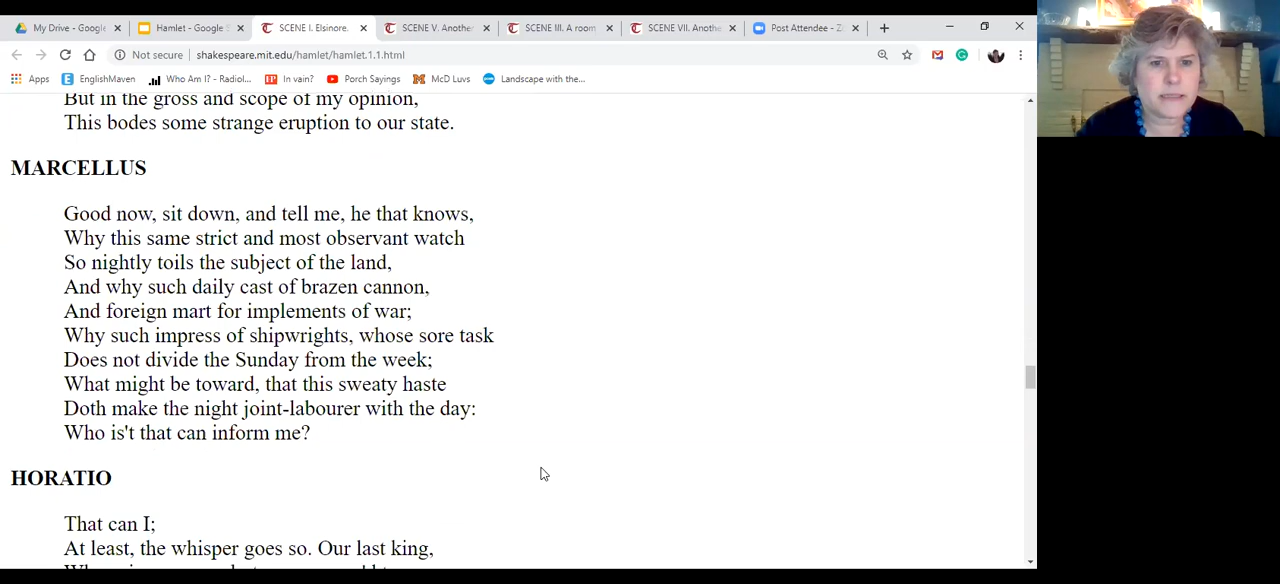 My Drive - Google
Hamlet - Google
SCENE I. Elsinore.
SCENE V. Another
SCENE III. A room
SCENE VII. Anothe
Post Attendee - Z
Not secure
shakespeare.mit.edu/hamlet/hamlet.1.1.html
Apps
EnglishMaven
Who Am I? - Radiol...
In vain?
Porch Sayings
McD Luvs
Landscape with the...
But in the gross and scope of my opinion,
This bodes some strange eruption to our state.
MARCELLUS
Good now, sit down, and tell me, he that knows,
Why this same strict and most observant watch
So nightly toils the subject of the land,
And why such daily cast of brazen cannon,
And foreign mart for implements of war;
Why such impress of shipwrights, whose sore task
Does not divide the Sunday from the week;
What might be toward, that this sweaty haste
Doth make the night joint-labourer with the day:
Who is't that can inform me?
HORATIO
That can I;
At least, the whisper goes so. Our last king,